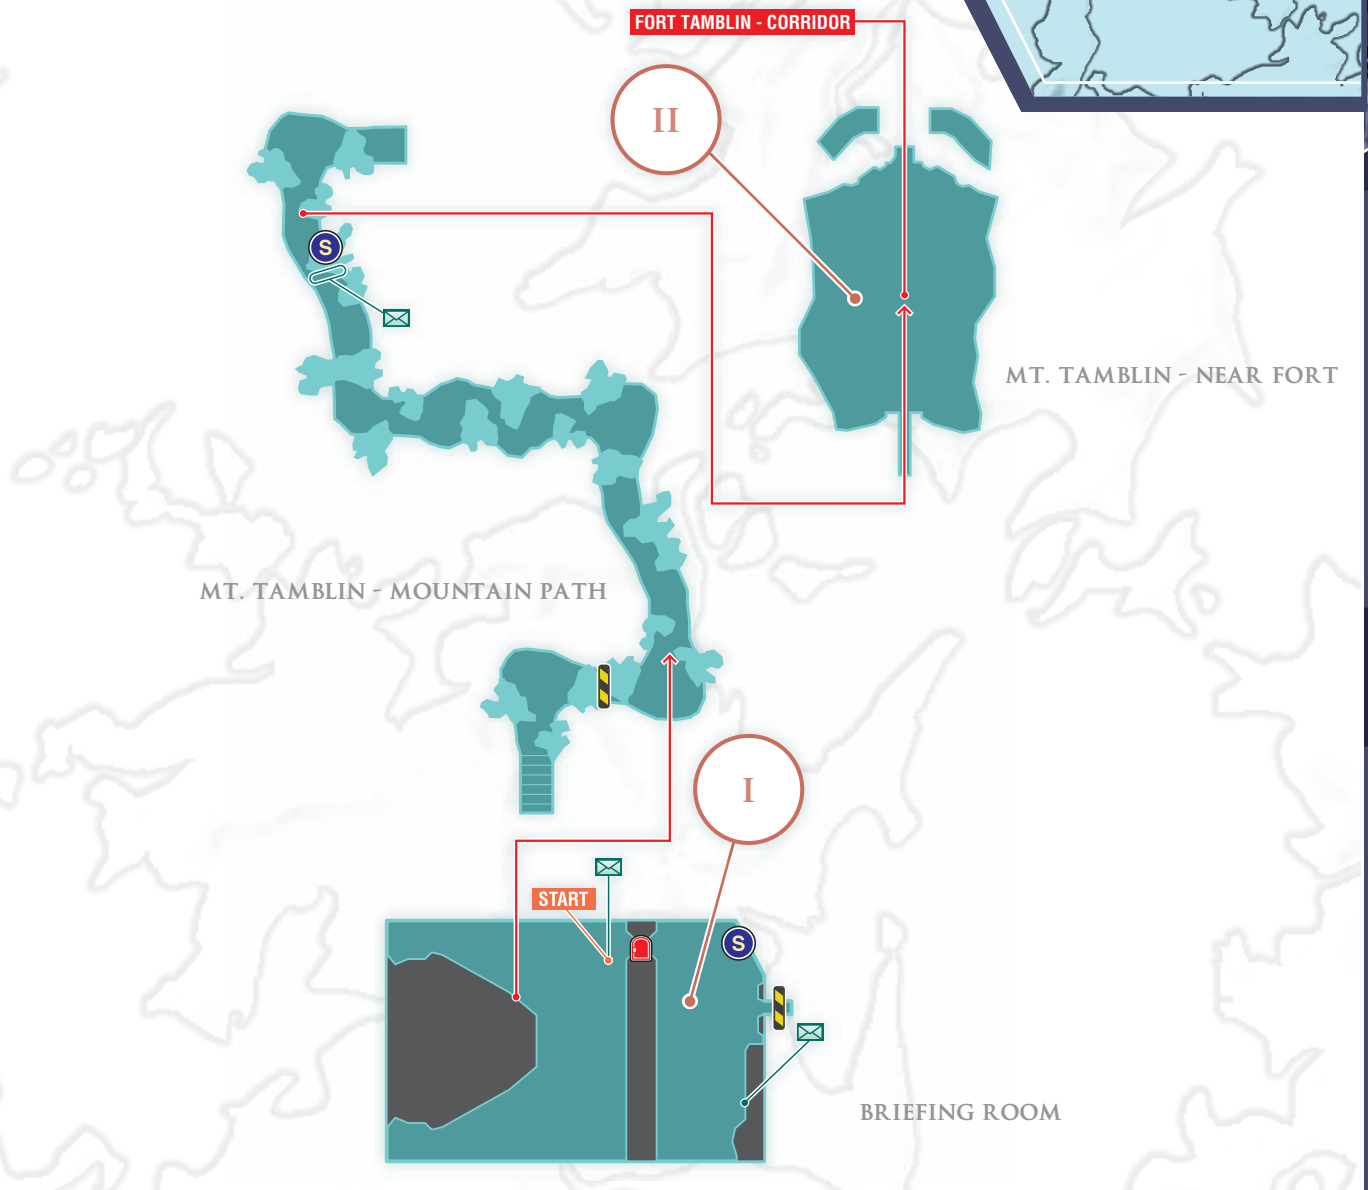 FORT TAMBLIN - CORRIDOR
II
S
MT. TAMBLIN - NEAR FORT
MT. TAMBLIN - MOUNTAIN PATH
I
START
S
BRIEFING ROOM